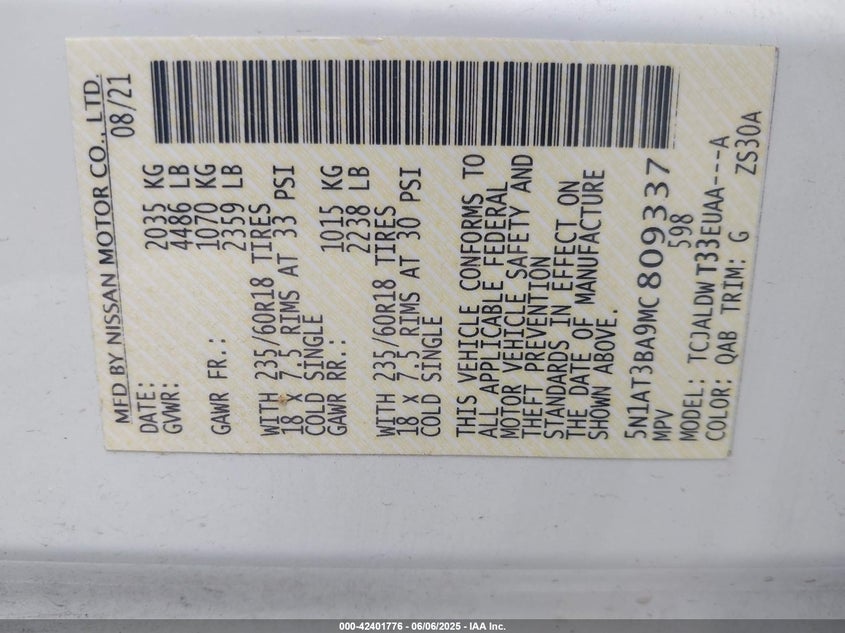 MFD BY NISSAN MOTOR CO., LTD.
DATE: 08/21
GVWR: 2035 KG
4486 LB
GAWR FR.: 1070 KG
2359 LB
WITH 235/60R18 TIRES
18 X 7.5 RIMS AT 33 PSI
COLD SINGLE
GAWR RR.: 1015 KG
2238 LB
WITH 235/60R18 TIRES
18 X 7.5 RIMS AT 30 PSI
COLD SINGLE
THIS VEHICLE CONFORMS TO
ALL APPLICABLE FEDERAL
MOTOR VEHICLE SAFETY AND
THEFT PREVENTION
STANDARDS IN EFFECT ON
THE DATE OF MANUFACTURE
SHOWN ABOVE.
5N1AT3BA9MC809337
MPV 598
MODEL: TCJALDWT33EUAA---A
COLOR: QAB TRIM: G ZS30A
000-42401776 - 06/06/2025 - IAA Inc.